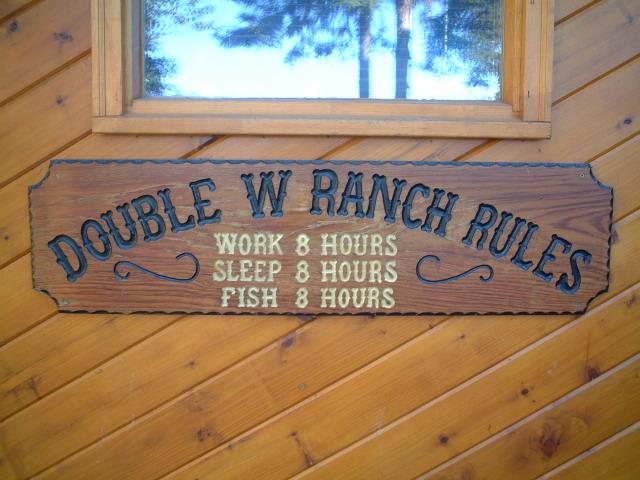 DOUBLE W RANCH RULES
WORK 8 HOURS
SLEEP 8 HOURS
FISH 8 HOURS